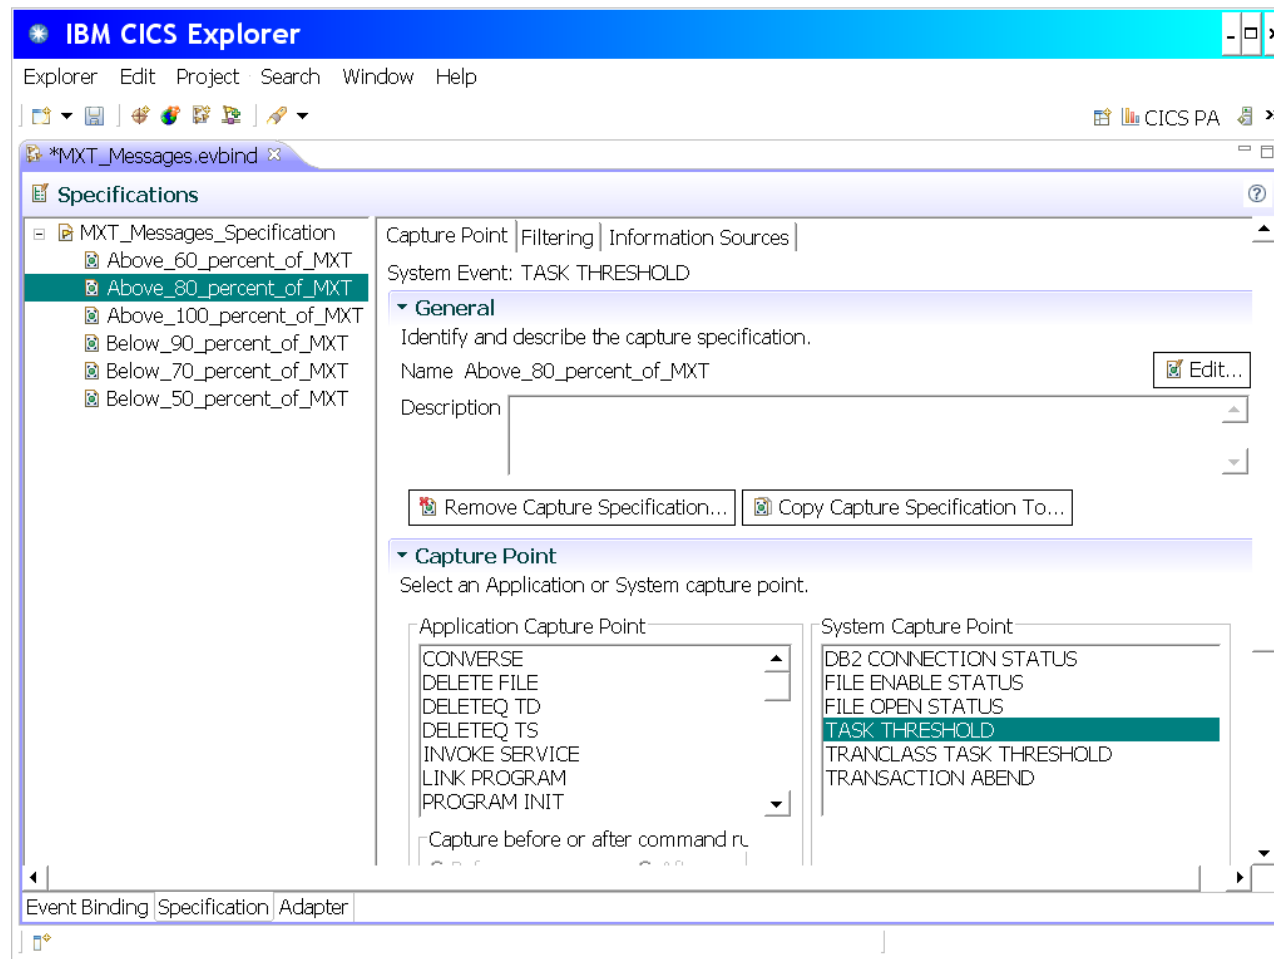 IBM CICS Explorer
Explorer Edit Project Search Window Help
CICS PA
*MXT_Messages.evbind
Specifications
MXT_Messages_Specification
Above_60_percent_of_MXT
Above_80_percent_of_MXT
Above_100_percent_of_MXT
Below_90_percent_of_MXT
Below_70_percent_of_MXT
Below_50_percent_of_MXT
Capture Point Filtering Information Sources
System Event: TASK THRESHOLD
General
Identify and describe the capture specification.
Name Above_80_percent_of_MXT
Edit...
Description
Remove Capture Specification... Copy Capture Specification To...
Capture Point
Select an Application or System capture point.
Application Capture Point
CONVERSE
DELETE FILE
DELETEQ TD
DELETEQ TS
INVOKE SERVICE
LINK PROGRAM
PROGRAM INIT
Capture before or after command
System Capture Point
DB2 CONNECTION STATUS
FILE ENABLE STATUS
FILE OPEN STATUS
TASK THRESHOLD
TRANCLASS TASK THRESHOLD
TRANSACTION ABEND
Event Binding Specification Adapter